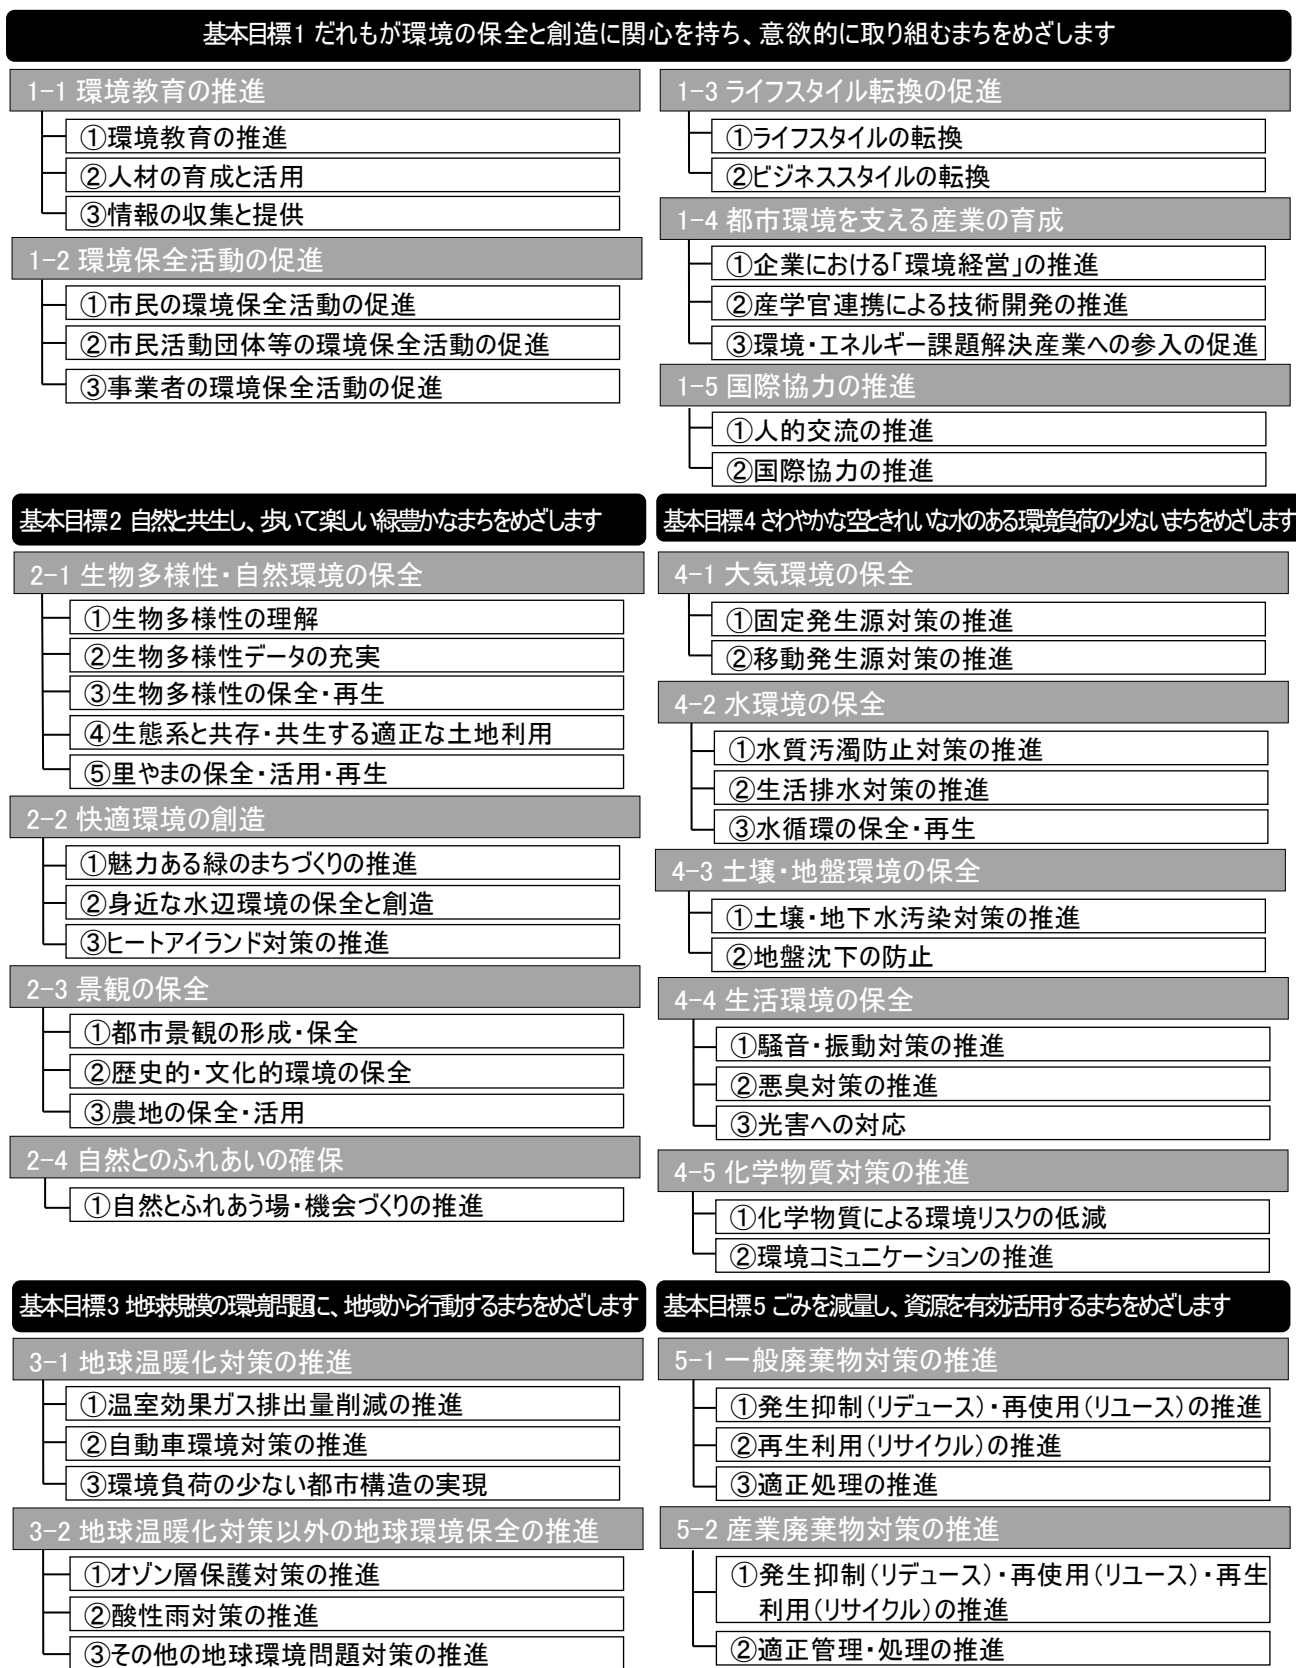 基本目標1 だれもが環境の保全と創造に関心を持ち、意欲的に取り組むまちをめざします
1-1 環境教育の推進
①環境教育の推進
②人材の育成と活用
③情報の収集と提供
1-2 環境保全活動の促進
①市民の環境保全活動の促進
②市民活動団体等の環境保全活動の促進
③事業者の環境保全活動の促進
1-3 ライフスタイル転換の促進
①ライフスタイルの転換
②ビジネススタイルの転換
1-4 都市環境を支える産業の育成
①企業における「環境経営」の推進
②産学官連携による技術開発の推進
③環境・エネルギー課題解決産業への参入の促進
1-5 国際協力の推進
①人的交流の推進
②国際協力の推進
基本目標2 自然と共生し、歩いて楽しい緑豊かなまちをめざします
2-1 生物多様性・自然環境の保全
①生物多様性の理解
②生物多様性データの充実
③生物多様性の保全・再生
④生態系と共存・共生する適正な土地利用
⑤里やまの保全・活用・再生
2-2 快適環境の創造
①魅力ある緑のまちづくりの推進
②身近な水辺環境の保全と創造
③ヒートアイランド対策の推進
2-3 景観の保全
①都市景観の形成・保全
②歴史的・文化的環境の保全
③農地の保全・活用
2-4 自然とのふれあいの確保
①自然とふれあう場・機会づくりの推進
基本目標4 さわやかな空ときれいな水のある環境負荷の少ないまちをめざします
4-1 大気環境の保全
①固定発生源対策の推進
②移動発生源対策の推進
4-2 水環境の保全
①水質汚濁防止対策の推進
②生活排水対策の推進
③水循環の保全・再生
4-3 土壌・地盤環境の保全
①土壌・地下水汚染対策の推進
②地盤沈下の防止
4-4 生活環境の保全
①騒音・振動対策の推進
②悪臭対策の推進
③光害への対応
4-5 化学物質対策の推進
①化学物質による環境リスクの低減
②環境コミュニケーションの推進
基本目標3 地球規模の環境問題に、地域から行動するまちをめざします
3-1 地球温暖化対策の推進
①温室効果ガス排出量削減の推進
②自動車環境対策の推進
③環境負荷の少ない都市構造の実現
3-2 地球温暖化対策以外の地球環境保全の推進
①オゾン層保護対策の推進
②酸性雨対策の推進
③その他の地球環境問題対策の推進
基本目標5 ごみを減量し、資源を有効活用するまちをめざします
5-1 一般廃棄物対策の推進
①発生抑制(リデュース)・再使用(リユース)の推進
②再生利用(リサイクル)の推進
③適正処理の推進
5-2 産業廃棄物対策の推進
①発生抑制(リデュース)・再使用(リユース)・再生
利用(リサイクル)の推進
②適正管理・処理の推進